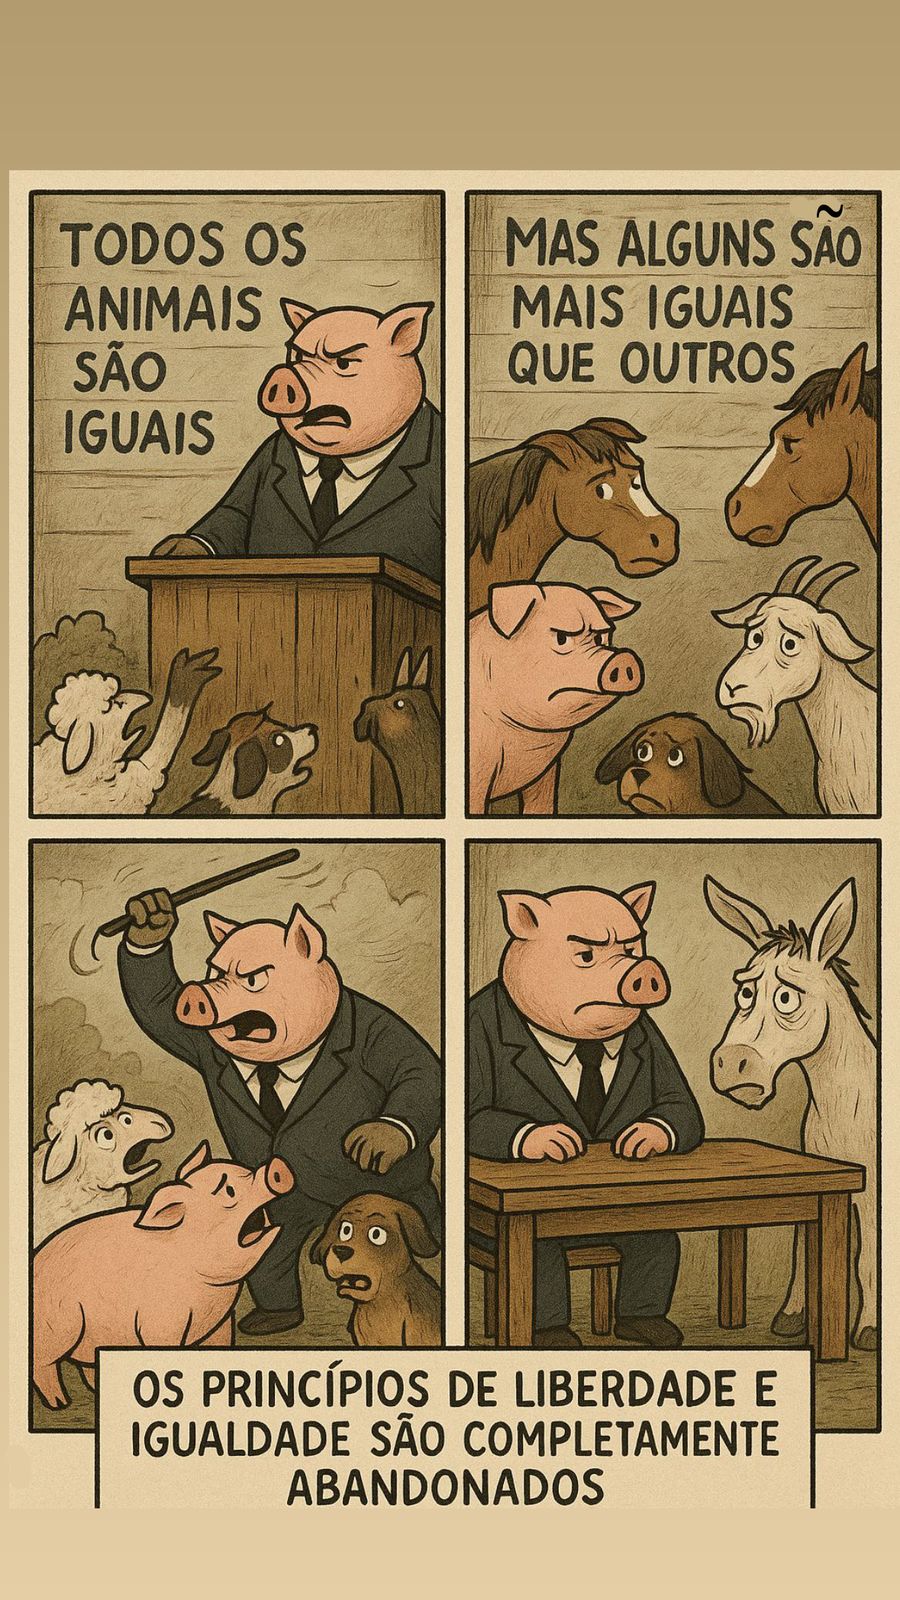 TODOS OS
ANIMAIS
SÃO
IGUAIS
MAS ALGUNS SÃO
MAIS IGUAIS
QUE OUTROS
OS PRINCÍPIOS DE LIBERDADE E
IGUALDADE SÃO COMPLETAMENTE
ABANDONADOS